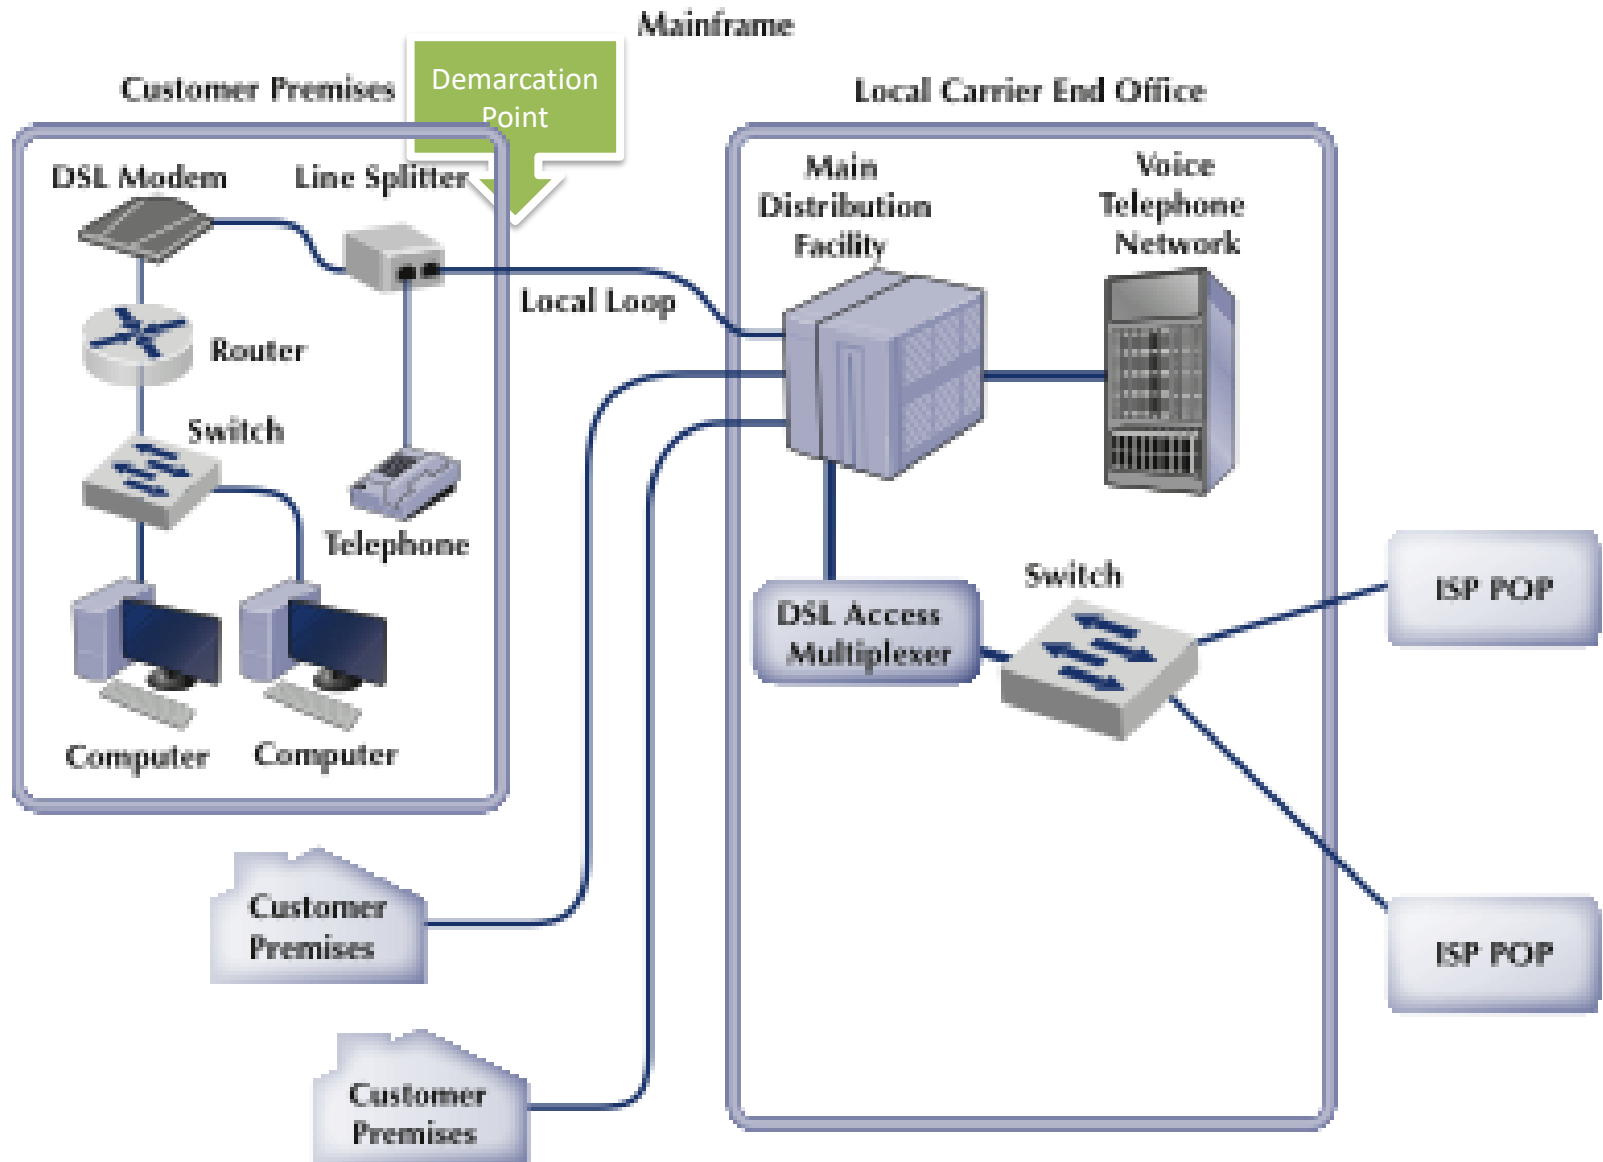 Mainframe
Customer Premises
Demarcation
Point
Local Carrier End Office
DSL Modem
Line Splitter
Main
Distribution
Facility
Voice
Telephone
Network
Local Loop
Router
Switch
Telephone
Computer
Computer
DSL Access
Multiplexer
Switch
ISP POP
ISP POP
Customer
Premises
Customer
Premises